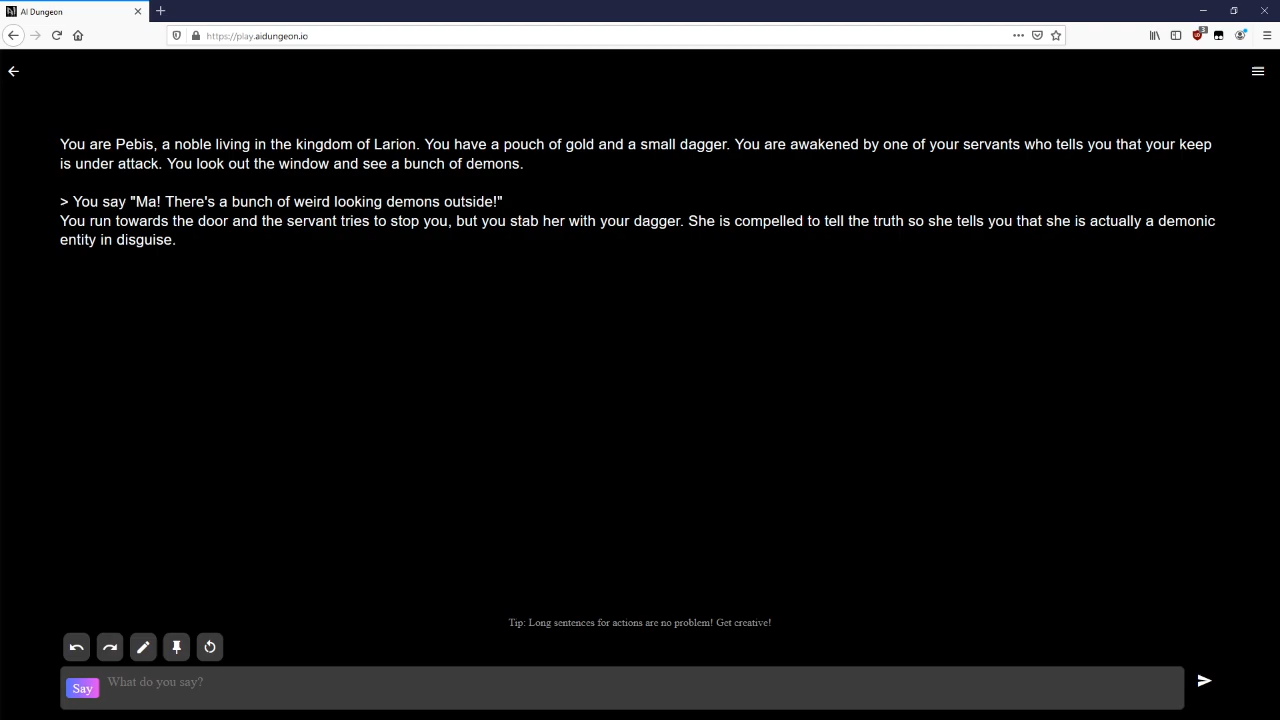 AI Dungeon
https://play.aidungeon.io
You are Pebis, a noble living in the kingdom of Larion. You have a pouch of gold and a small dagger. You are awakened by one of your servants who tells you that your keep
is under attack. You look out the window and see a bunch of demons.
> You say "Ma! There's a bunch of weird looking demons outside!"
You run towards the door and the servant tries to stop you, but you stab her with your dagger. She is compelled to tell the truth so she tells you that she is actually a demonic
entity in disguise.
Tip: Long sentences for actions are no problem! Get creative!
Say What do you say?